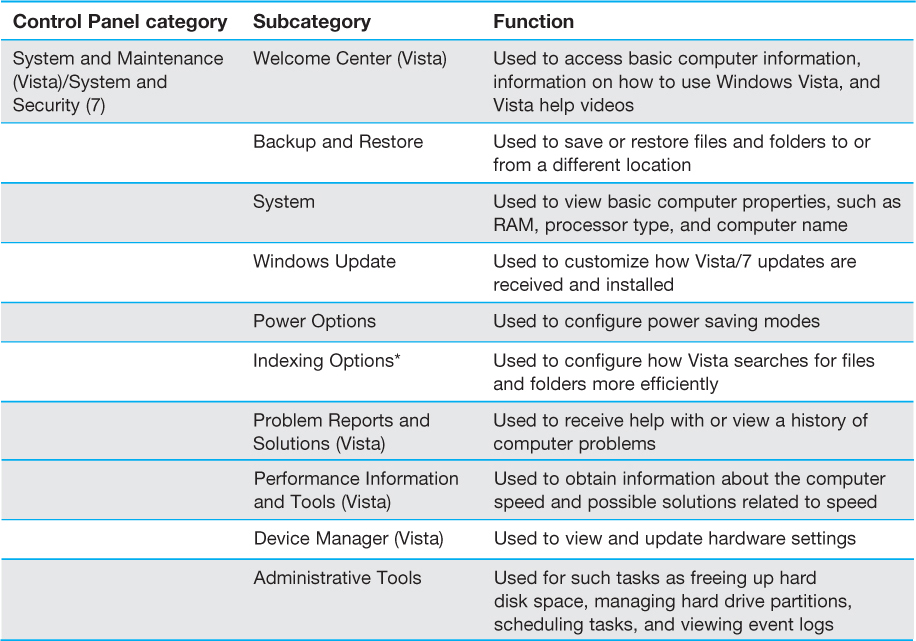 Control Panel category Subcategory Function
System and Maintenance Welcome Center (Vista) Used to access basic computer information,
(Vista)/System and information on how to use Windows Vista, and
Security (7) Vista help videos
Backup and Restore Used to save or restore files and folders to or
from a different location
System Used to view basic computer properties, such as
RAM, processor type, and computer name
Windows Update Used to customize how Vista/7 updates are
received and installed
Power Options Used to configure power saving modes
Indexing Options* Used to configure how Vista searches for files
and folders more efficiently
Problem Reports and Used to receive help with or view a history of
Solutions (Vista) computer problems
Performance Information Used to obtain information about the computer
and Tools (Vista) speed and possible solutions related to speed
Device Manager (Vista) Used to view and update hardware settings
Administrative Tools Used for such tasks as freeing up hard
disk space, managing hard drive partitions,
scheduling tasks, and viewing event logs